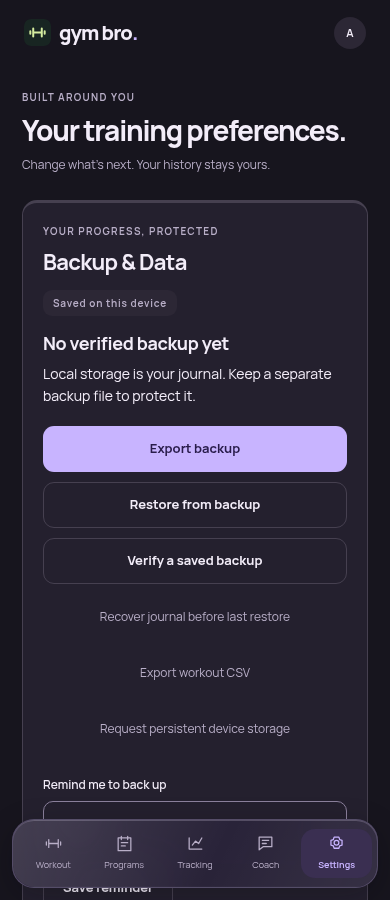 gym bro.
A
BUILT AROUND YOU
Your training preferences.
Change what's next. Your history stays yours.
YOUR PROGRESS, PROTECTED
Backup & Data
Saved on this device
No verified backup yet
Local storage is your journal. Keep a separate
backup file to protect it.
Export backup
Restore from backup
Verify a saved backup
Recover journal before last restore
Export workout CSV
Request persistent device storage
Remind me to back up
Workout
Programs
Tracking
Coach
Settings
Save reminder